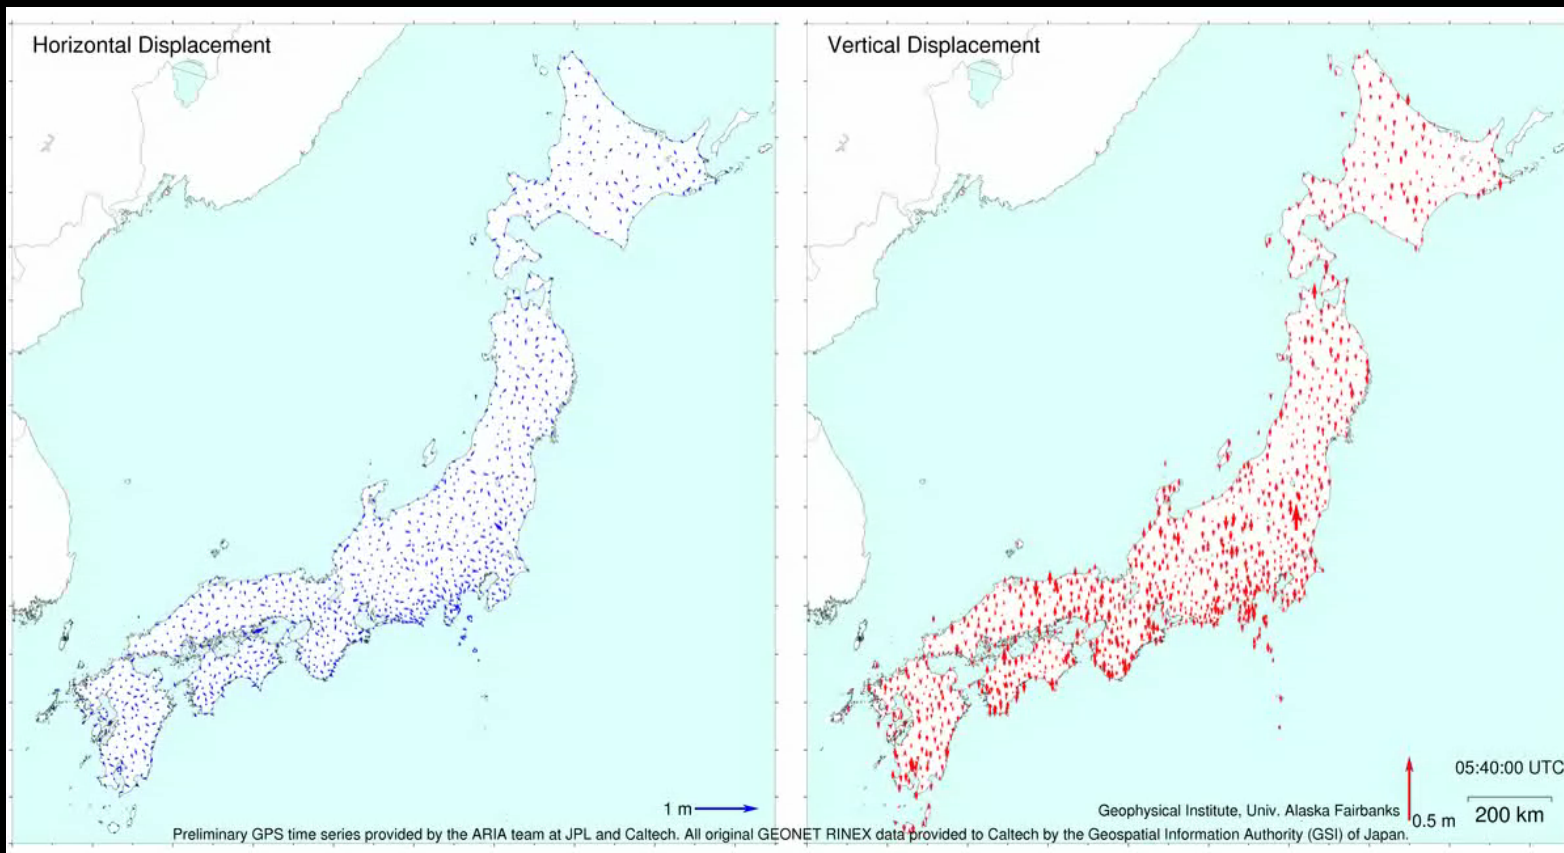 Horizontal Displacement
Vertical Displacement
05:40:00 UTC
1 m
Geophysical Institute, Univ. Alaska Fairbanks
0.5 m
200 km
Preliminary GPS time series provided by the ARIA team at JPL and Caltech. All original GEONET RINEX data provided to Caltech by the Geospatial Information Authority (GSI) of Japan.